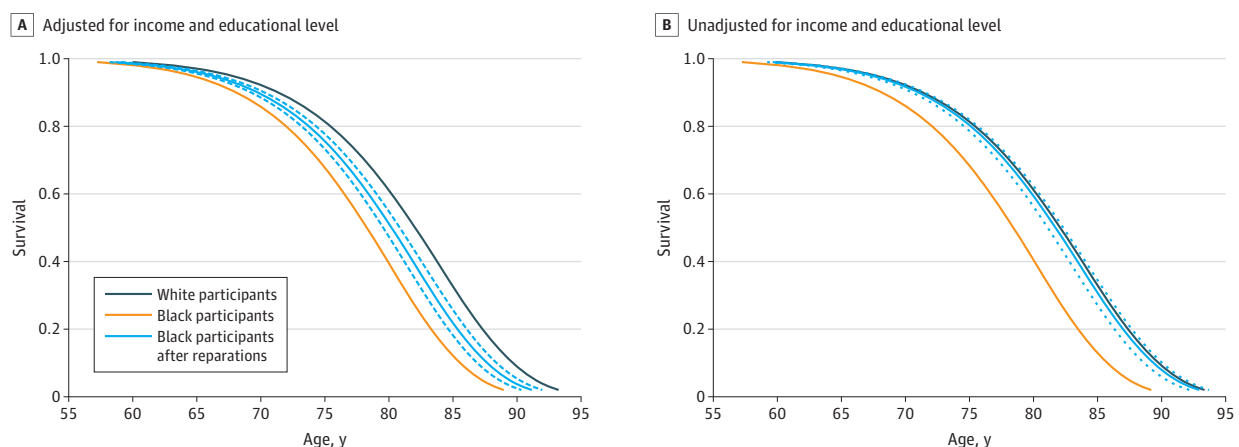 A Adjusted for income and educational level
1.0
0.8
0.6
0.4
0.2
0
Survival
55 60 65 70 75 80 85 90 95
Age, y
White participants
Black participants
Black participants
after reparations
B Unadjusted for income and educational level
1.0
0.8
0.6
0.4
0.2
0
Survival
55 60 65 70 75 80 85 90 95
Age, y